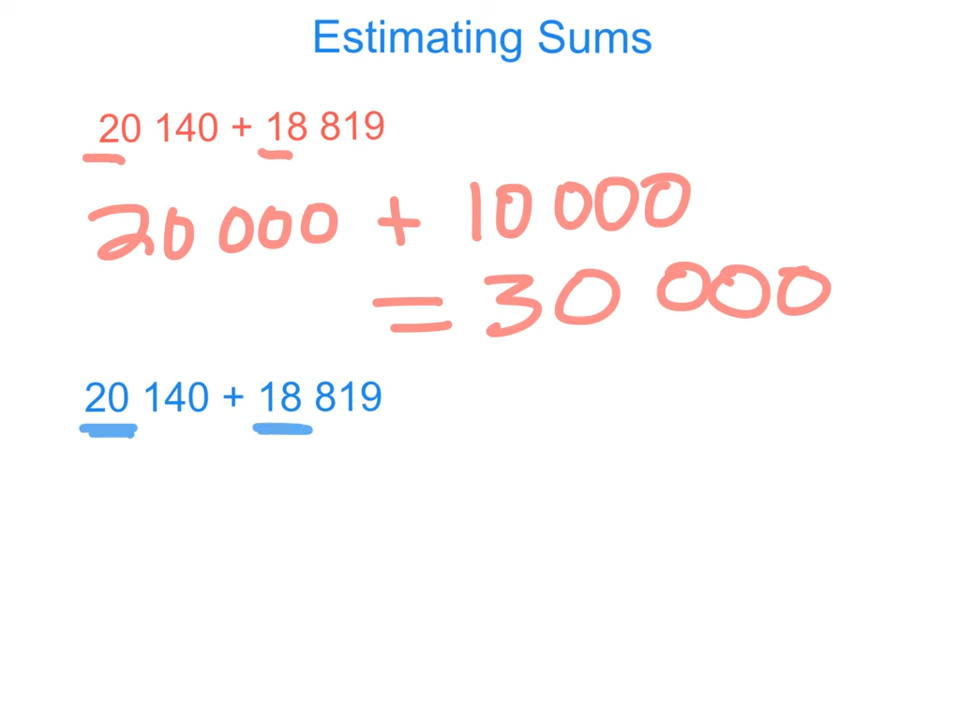 Estimating Sums
20 140 + 18 819
20 000 + 10 000
= 30 000
20 140 + 18 819